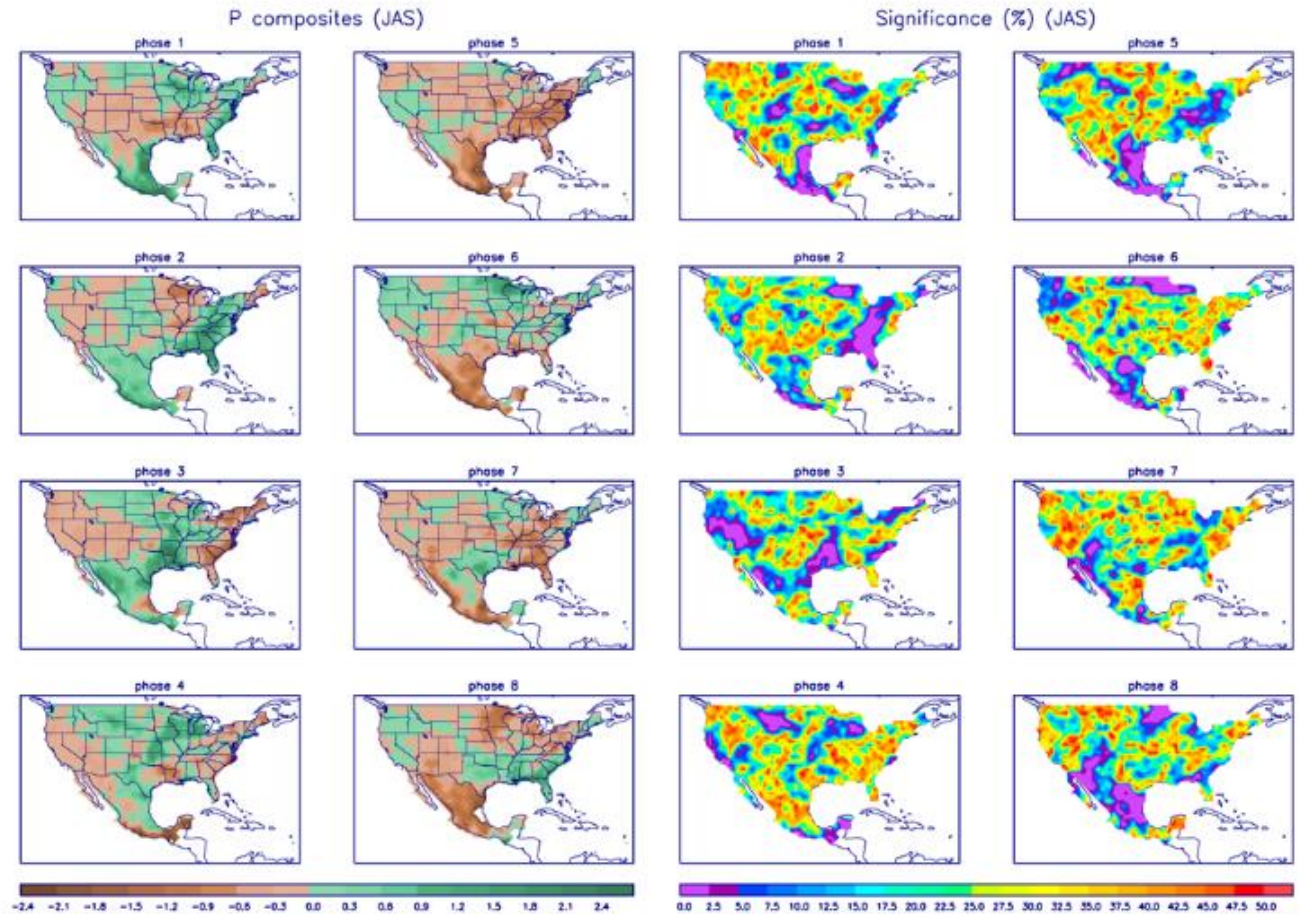 P composites (JAS)
Significance (%) (JAS)
phase 1
phase 5
phase 1
phase 5
phase 2
phase 6
phase 2
phase 6
phase 3
phase 7
phase 3
phase 7
phase 4
phase 8
phase 4
phase 8
-2.4 -2.1 -1.8 -1.5 -1.2 -0.9 -0.6 -0.3 0.0 0.3 0.6 0.9 1.2 1.5 1.8 2.1 2.4
0.0 2.5 5.0 7.5 10.0 12.5 15.0 17.5 20.0 22.5 25.0 27.5 30.0 32.5 35.0 37.5 40.0 42.5 45.0 47.5 50.0